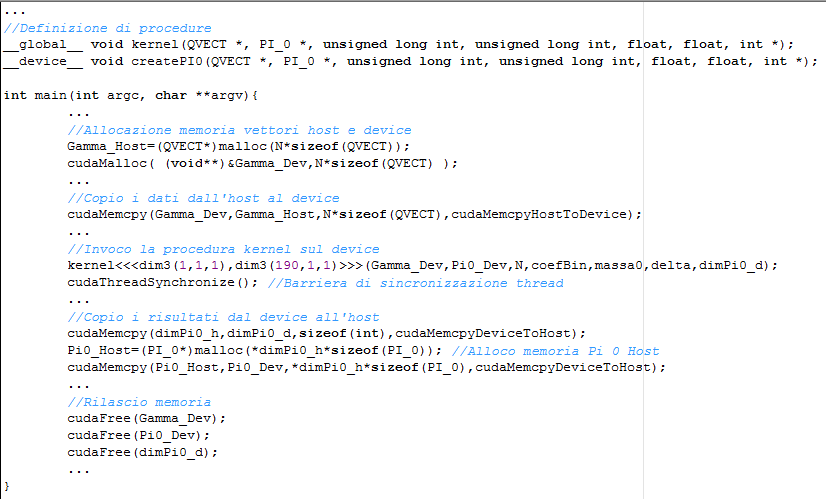 ...
//Definizione di procedure
__global__ void kernel(QVECT *, PI_0 *, unsigned long int, unsigned long int, float, float, int *);
__device__ void createPI0(QVECT *, PI_0 *, unsigned long int, unsigned long int, float, float, int *);
int main(int argc, char **argv){
...
//Allocazione memoria vettori host e device
Gamma_Host=(QVECT*)malloc(N*sizeof(QVECT));
cudaMalloc( (void**)&Gamma_Dev,N*sizeof(QVECT) );
...
//Copio i dati dall'host al device
cudaMemcpy(Gamma_Dev,Gamma_Host,N*sizeof(QVECT),cudaMemcpyHostToDevice);
...
//Invoco la procedura kernel sul device
kernel<<<dim3(1,1,1),dim3(190,1,1)>>>(Gamma_Dev,Pi0_Dev,N,coefBin,massa0,delta,dimPi0_d);
cudaThreadSynchronize(); //Barriera di sincronizzazione thread
...
//Copio i risultati dal device all'host
cudaMemcpy(dimPi0_h,dimPi0_d,sizeof(int),cudaMemcpyDeviceToHost);
Pi0_Host=(PI_0*)malloc(*dimPi0_h*sizeof(PI_0)); //Alloco memoria Pi 0 Host
cudaMemcpy(Pi0_Host,Pi0_Dev,*dimPi0_h*sizeof(PI_0),cudaMemcpyDeviceToHost);
...
//Rilascio memoria
cudaFree(Gamma_Dev);
cudaFree(Pi0_Dev);
cudaFree(dimPi0_d);
...
}